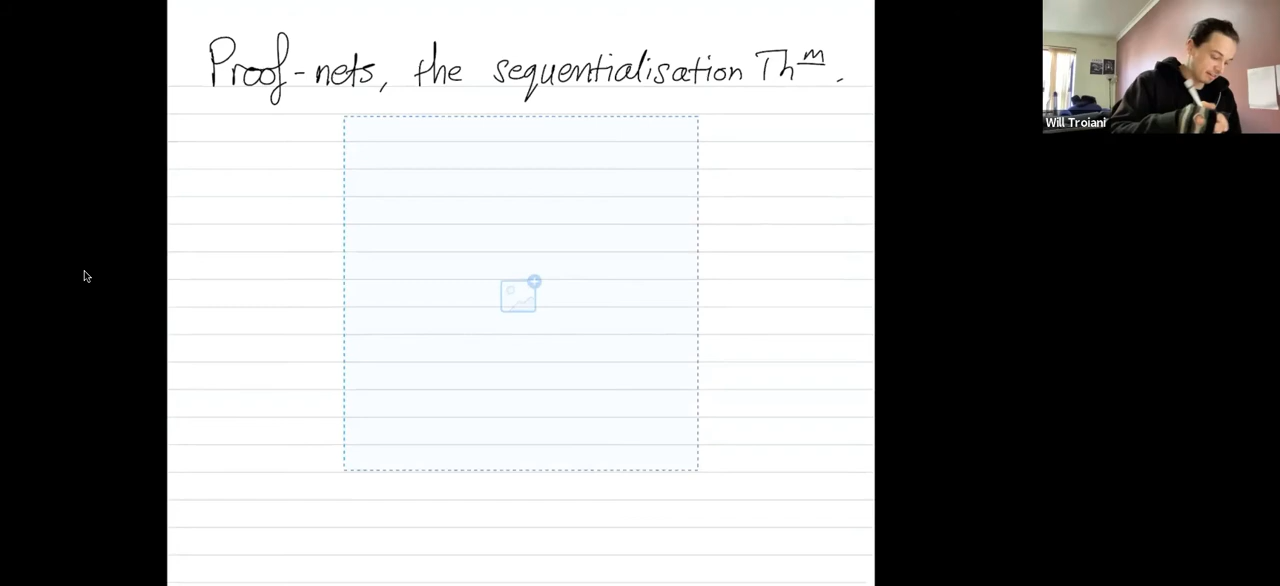 Proof-nets, the sequentialisation Thm.
Will Troiani